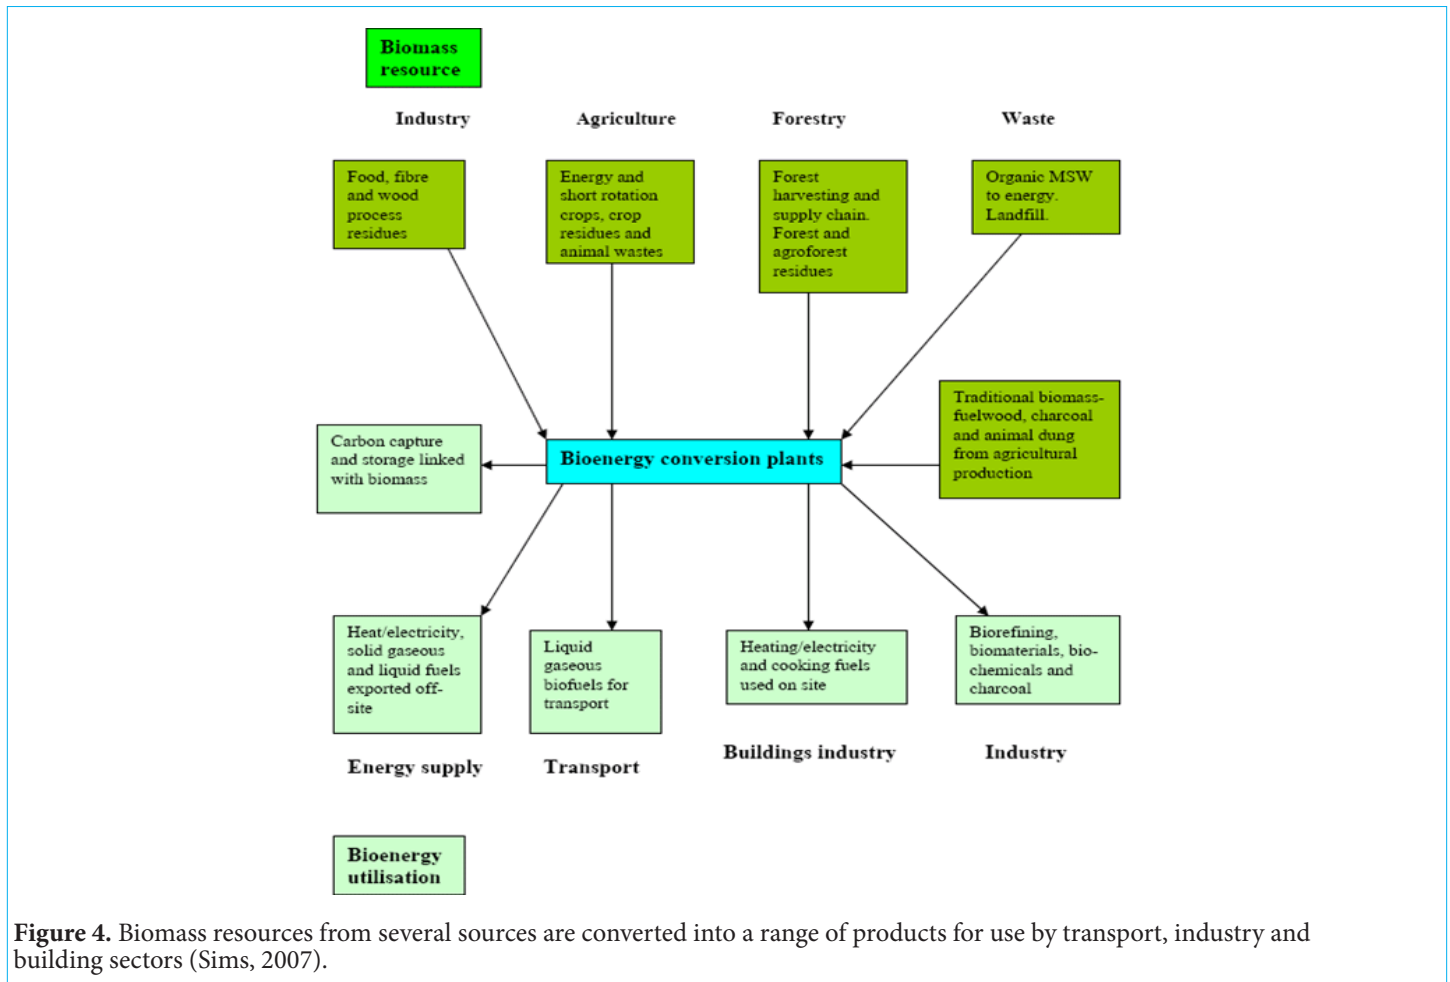 Biomass
resource
Industry
Agriculture
Forestry
Waste
Food, fibre
and wood
process
residues
Energy and
short rotation
crops, crop
residues and
animal wastes
Forest
harvesting and
supply chain.
Forest and
agroforest
residues
Organic MSW
to energy.
Landfill.
Traditional biomass-
fuelwood, charcoal
and animal dung
from agricultural
production
Carbon capture
and storage linked
with biomass
Bioenergy conversion plants
Heat/electricity,
solid gaseous
and liquid fuels
exported off-
site
Liquid
gaseous
biofuels for
transport
Heating/electricity
and cooking fuels
used on site
Biorefining,
biomaterials, bio-
chemicals and
charcoal
Energy supply
Transport
Buildings industry
Industry
Bioenergy
utilisation
Figure 4. Biomass resources from several sources are converted into a range of products for use by transport, industry and
building sectors (Sims, 2007).